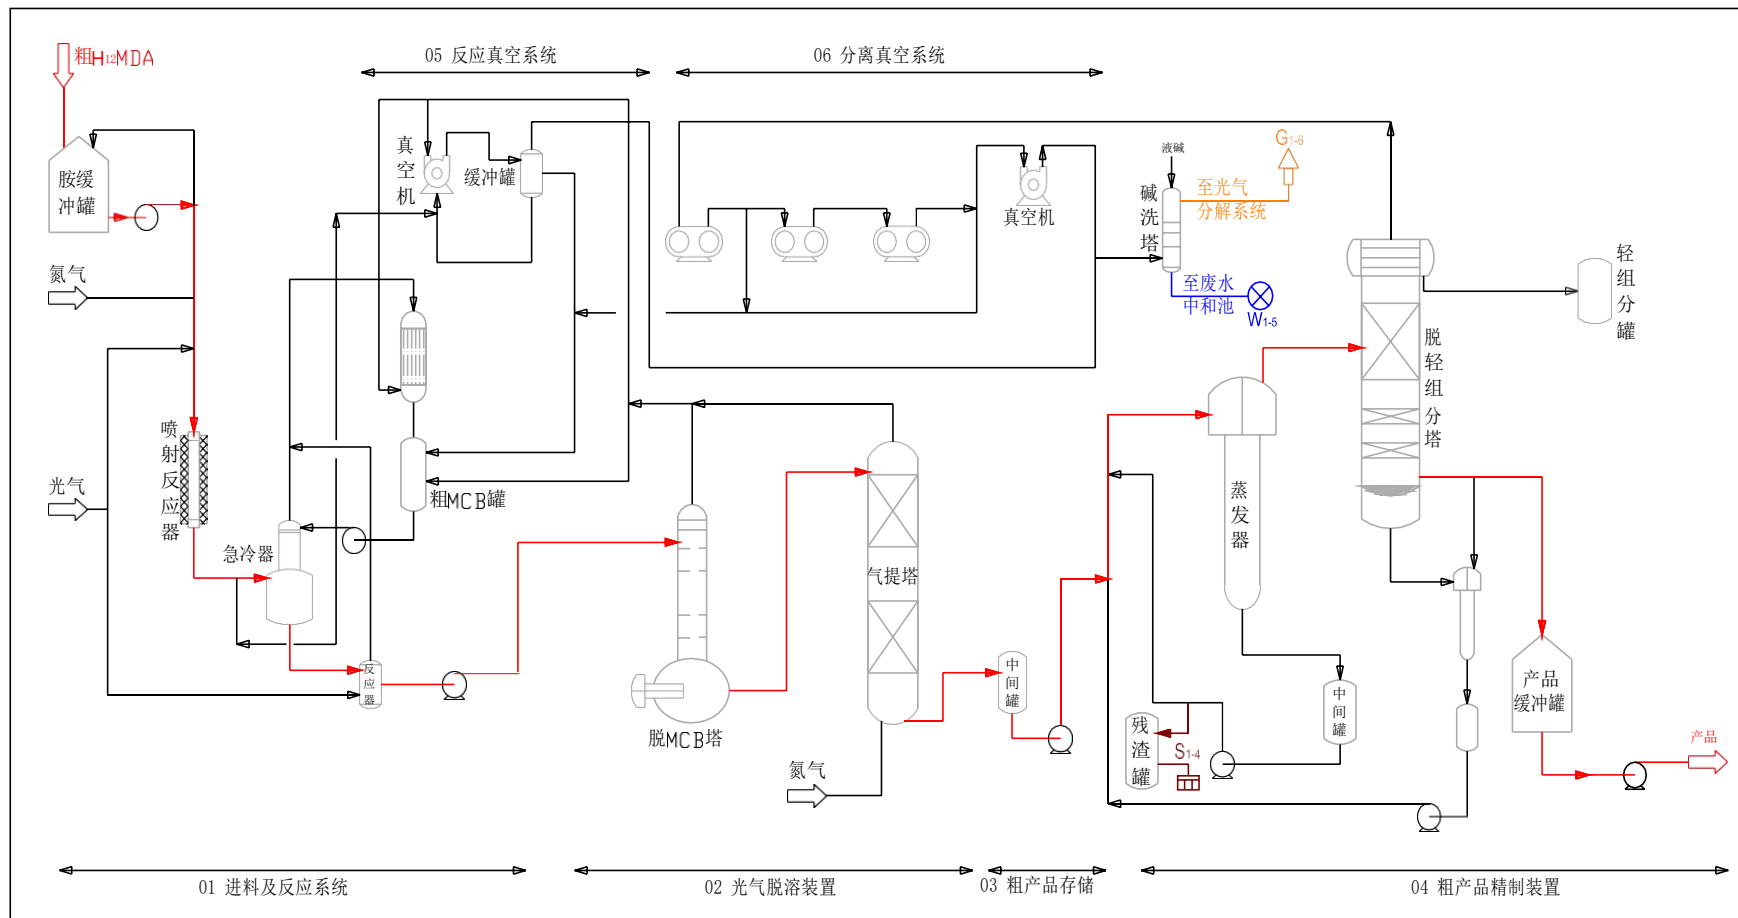 05 反应真空系统
06 分离真空系统
粗H12MDA
胺缓
冲罐
氮气
光气
喷射反应器
急冷器
反应器
真空机
缓冲罐
粗MCB罐
真空机
液碱
碱洗塔
至光气
分解系统
G1-6
至废水
中和池
W1-5
轻组分罐
脱轻组分塔
蒸发器
气提塔
脱MCB塔
氮气
中间罐
中间罐
残渣罐
S1-4
产品
缓冲罐
产品
01 进料及反应系统
02 光气脱溶装置
03 粗产品存储
04 粗产品精制装置